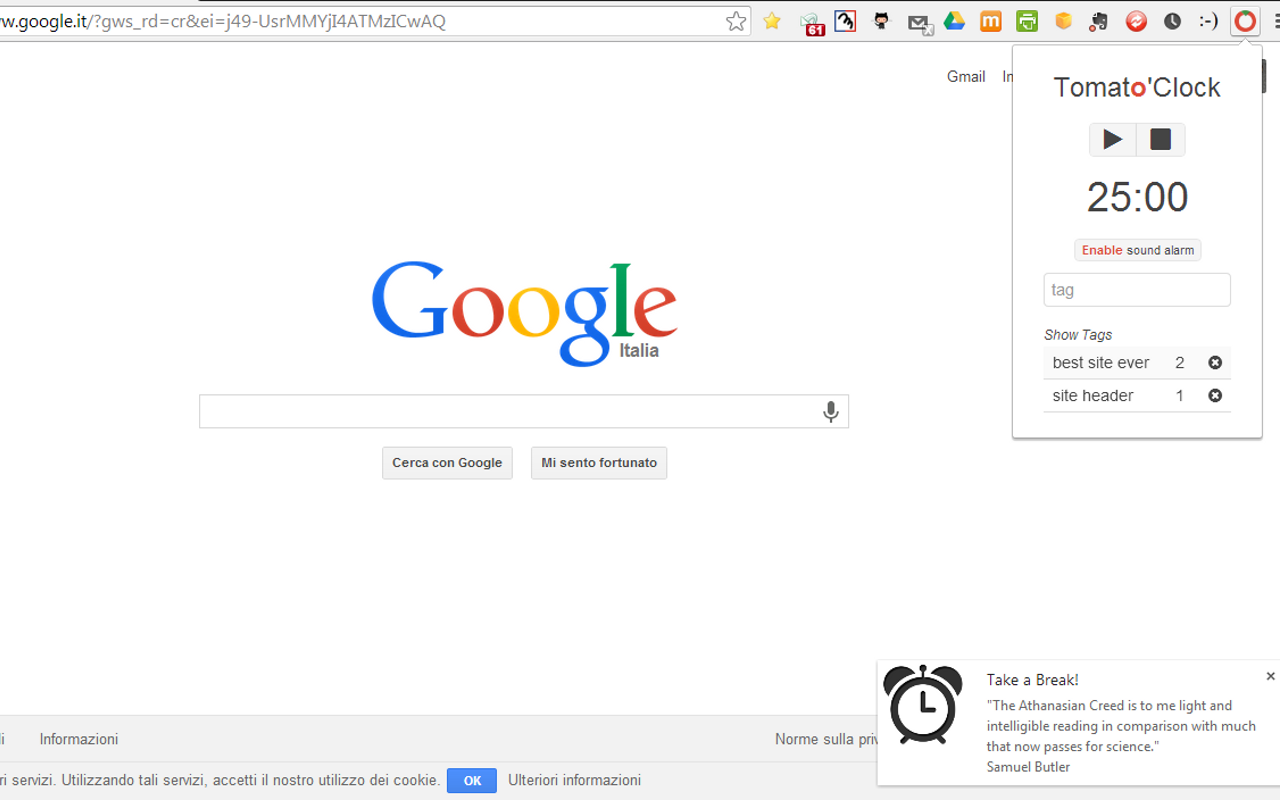 w.google.it/?gws_rd=cr&ei=j49-UsrMMYjI4ATMzICwAQ
61
m
:-)
Gmail
Tomato'Clock
25:00
Enable sound alarm
tag
Show Tags
best site ever 2
site header 1
Google
Italia
Cerca con Google
Mi sento fortunato
Take a Break!
"The Athanasian Creed is to me light and
intelligible reading in comparison with much
that now passes for science."
Samuel Butler
Informazioni
Norme sulla priv
ri servizi. Utilizzando tali servizi, accetti il nostro utilizzo dei cookie. OK Ulteriori informazioni